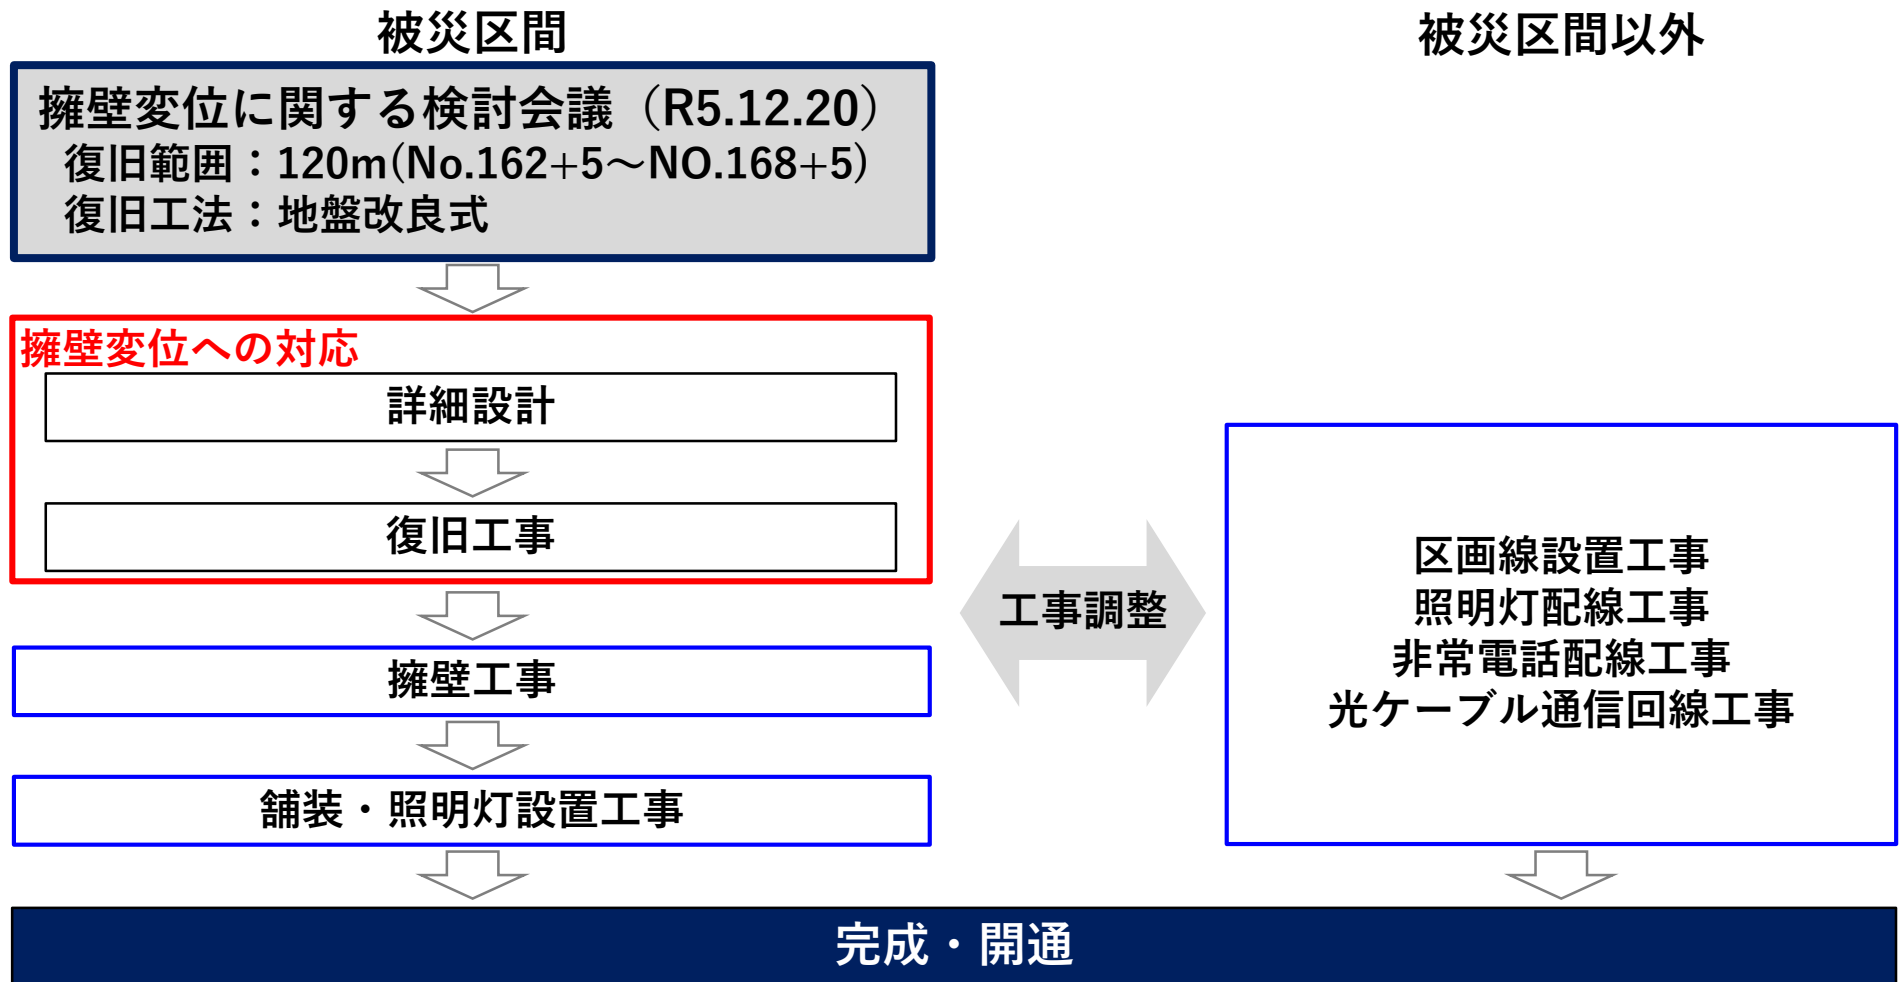 被災区間
擁壁変位に関する検討会議（R5.12.20）
復旧範囲：120m(No.162+5～NO.168+5)
復旧工法：地盤改良式
擁壁変位への対応
詳細設計
復旧工事
擁壁工事
舗装・照明灯設置工事
工事調整
被災区間以外
区画線設置工事
照明灯配線工事
非常電話配線工事
光ケーブル通信回線工事
完成・開通